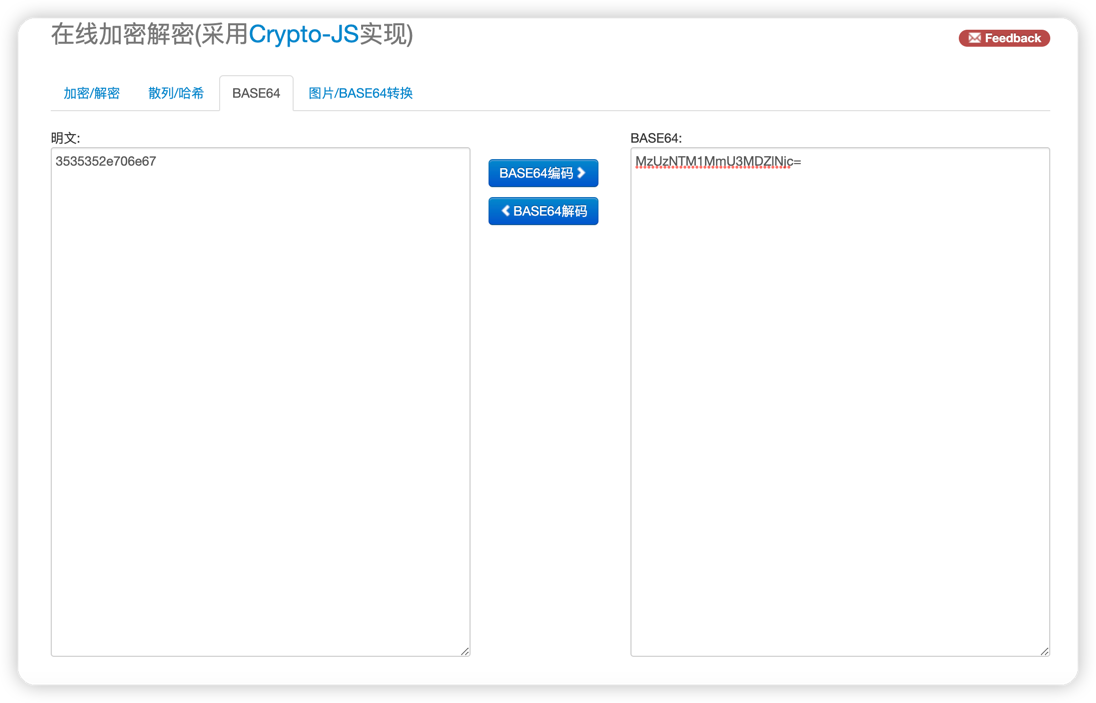 在线加密解密(采用Crypto-JS实现)
Feedback
加密/解密 散列/哈希 BASE64 图片/BASE64转换
明文:
BASE64:
3535352e706e67
MzUzNTM1MmU3MDZlNjc=
BASE64编码
BASE64解码